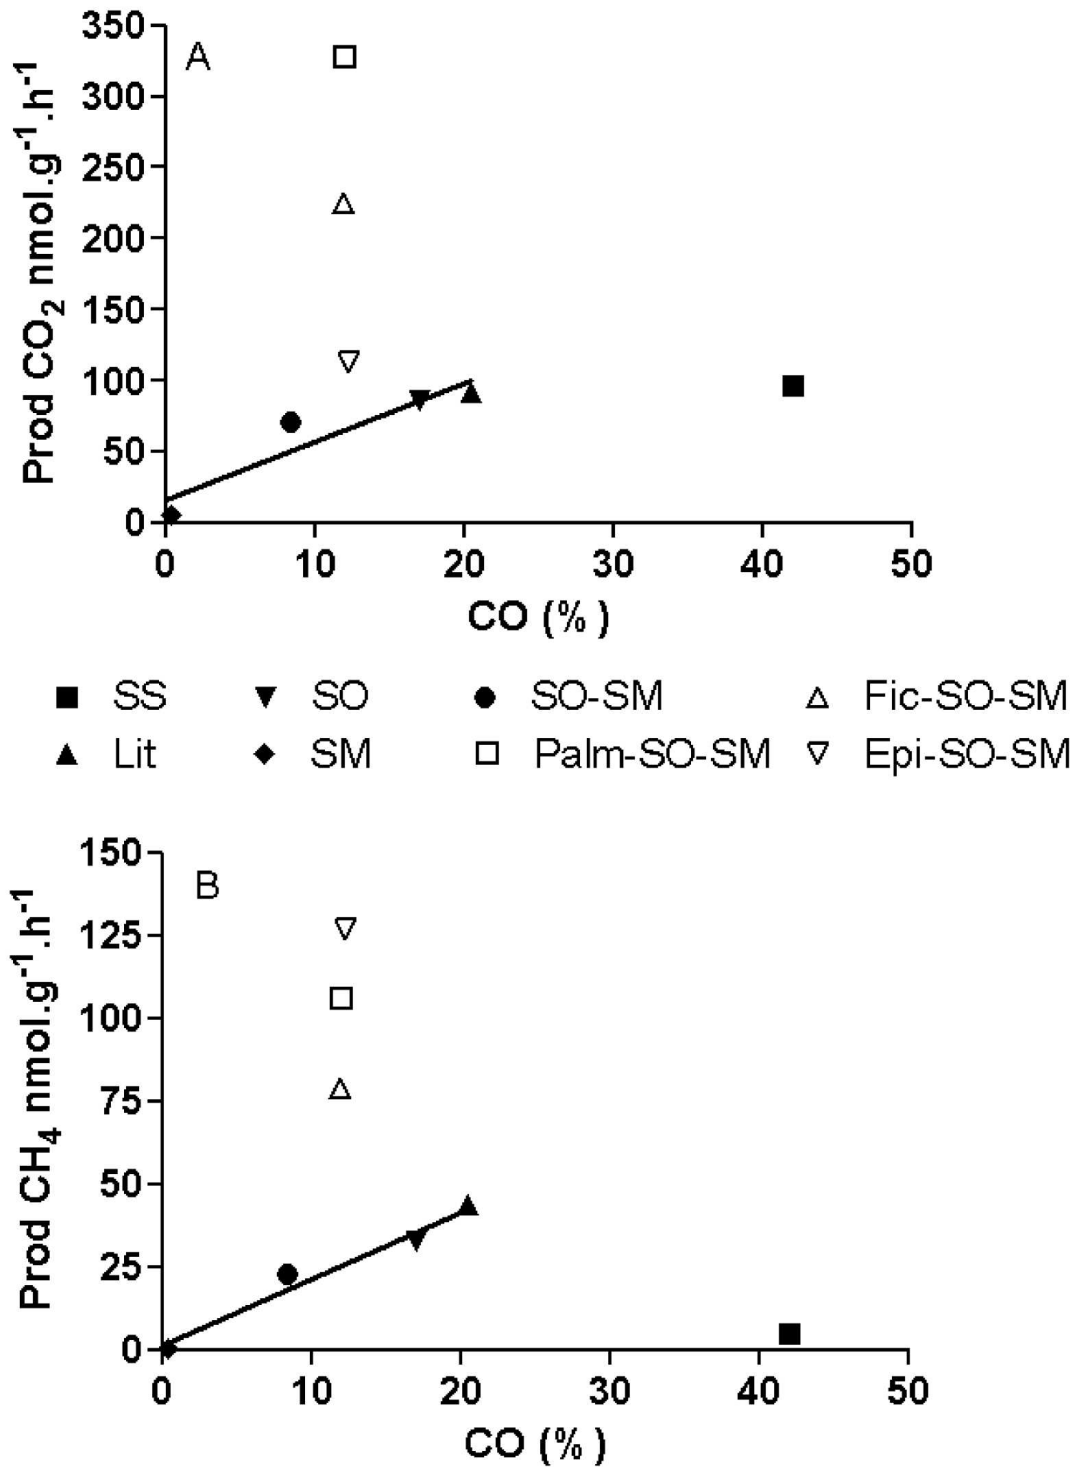 A
Prod CO2 nmol.g-1.h-1
350
300
250
200
150
100
50
0
0 10 20 30 40 50
CO (%)
SS SO SO-SM Fic-SO-SM
Lit SM Palm-SO-SM Epi-SO-SM
B
Prod CH4 nmol.g-1.h-1
150
125
100
75
50
25
0
0 10 20 30 40 50
CO (%)